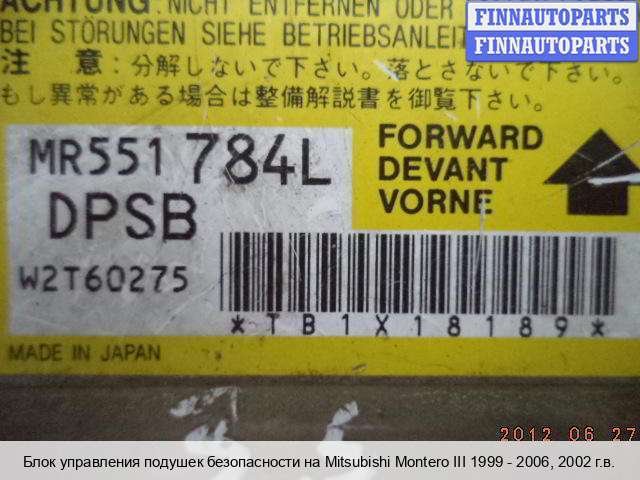 ACHTUNG: NICHT ENTFERNEN ODER
BEI STÖRUNGEN SIEHE BETRIEBSANLEIT
FINNAUTOPARTS
FINNAUTOPARTS
注 意：分解しないで下さい。落とさないで下さい。
もし異常がある場合は整備解説書を御覧下さい。
MR551 784L
DPSB
W2T60275
FORWARD
DEVANT
VORNE
*TB1X18189*
MADE IN JAPAN
2012 06 27
Блок управления подушек безопасности на Mitsubishi Montero III 1999 - 2006, 2002 г.в.